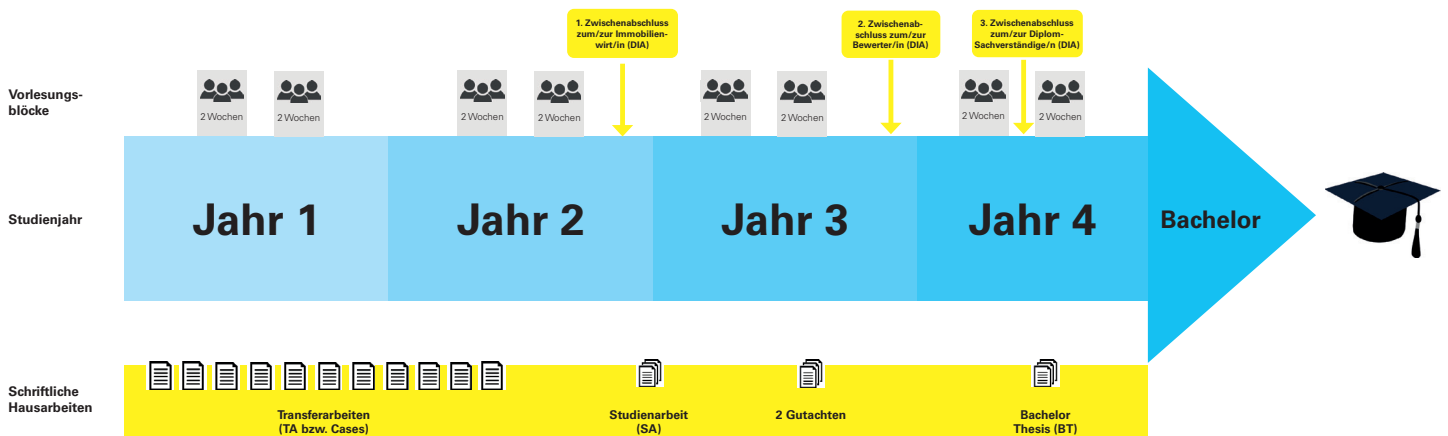 1. Zwischenabschluss
zum/zur Immobilien-
wirt/in (DIA)
2. Zwischenab-
schluss zum/zur
Bewerter/in (DIA)
3. Zwischenabschluss
zum/zur Diplom-
Sachverständige/n (DIA)
Vorlesungs-
blöcke
2 Wochen
2 Wochen
2 Wochen
2 Wochen
2 Wochen
2 Wochen
2 Wochen
2 Wochen
Studienjahr
Jahr 1
Jahr 2
Jahr 3
Jahr 4
Bachelor
Schriftliche
Hausarbeiten
Transferarbeiten
(TA bzw. Cases)
Studienarbeit
(SA)
2 Gutachten
Bachelor
Thesis (BT)